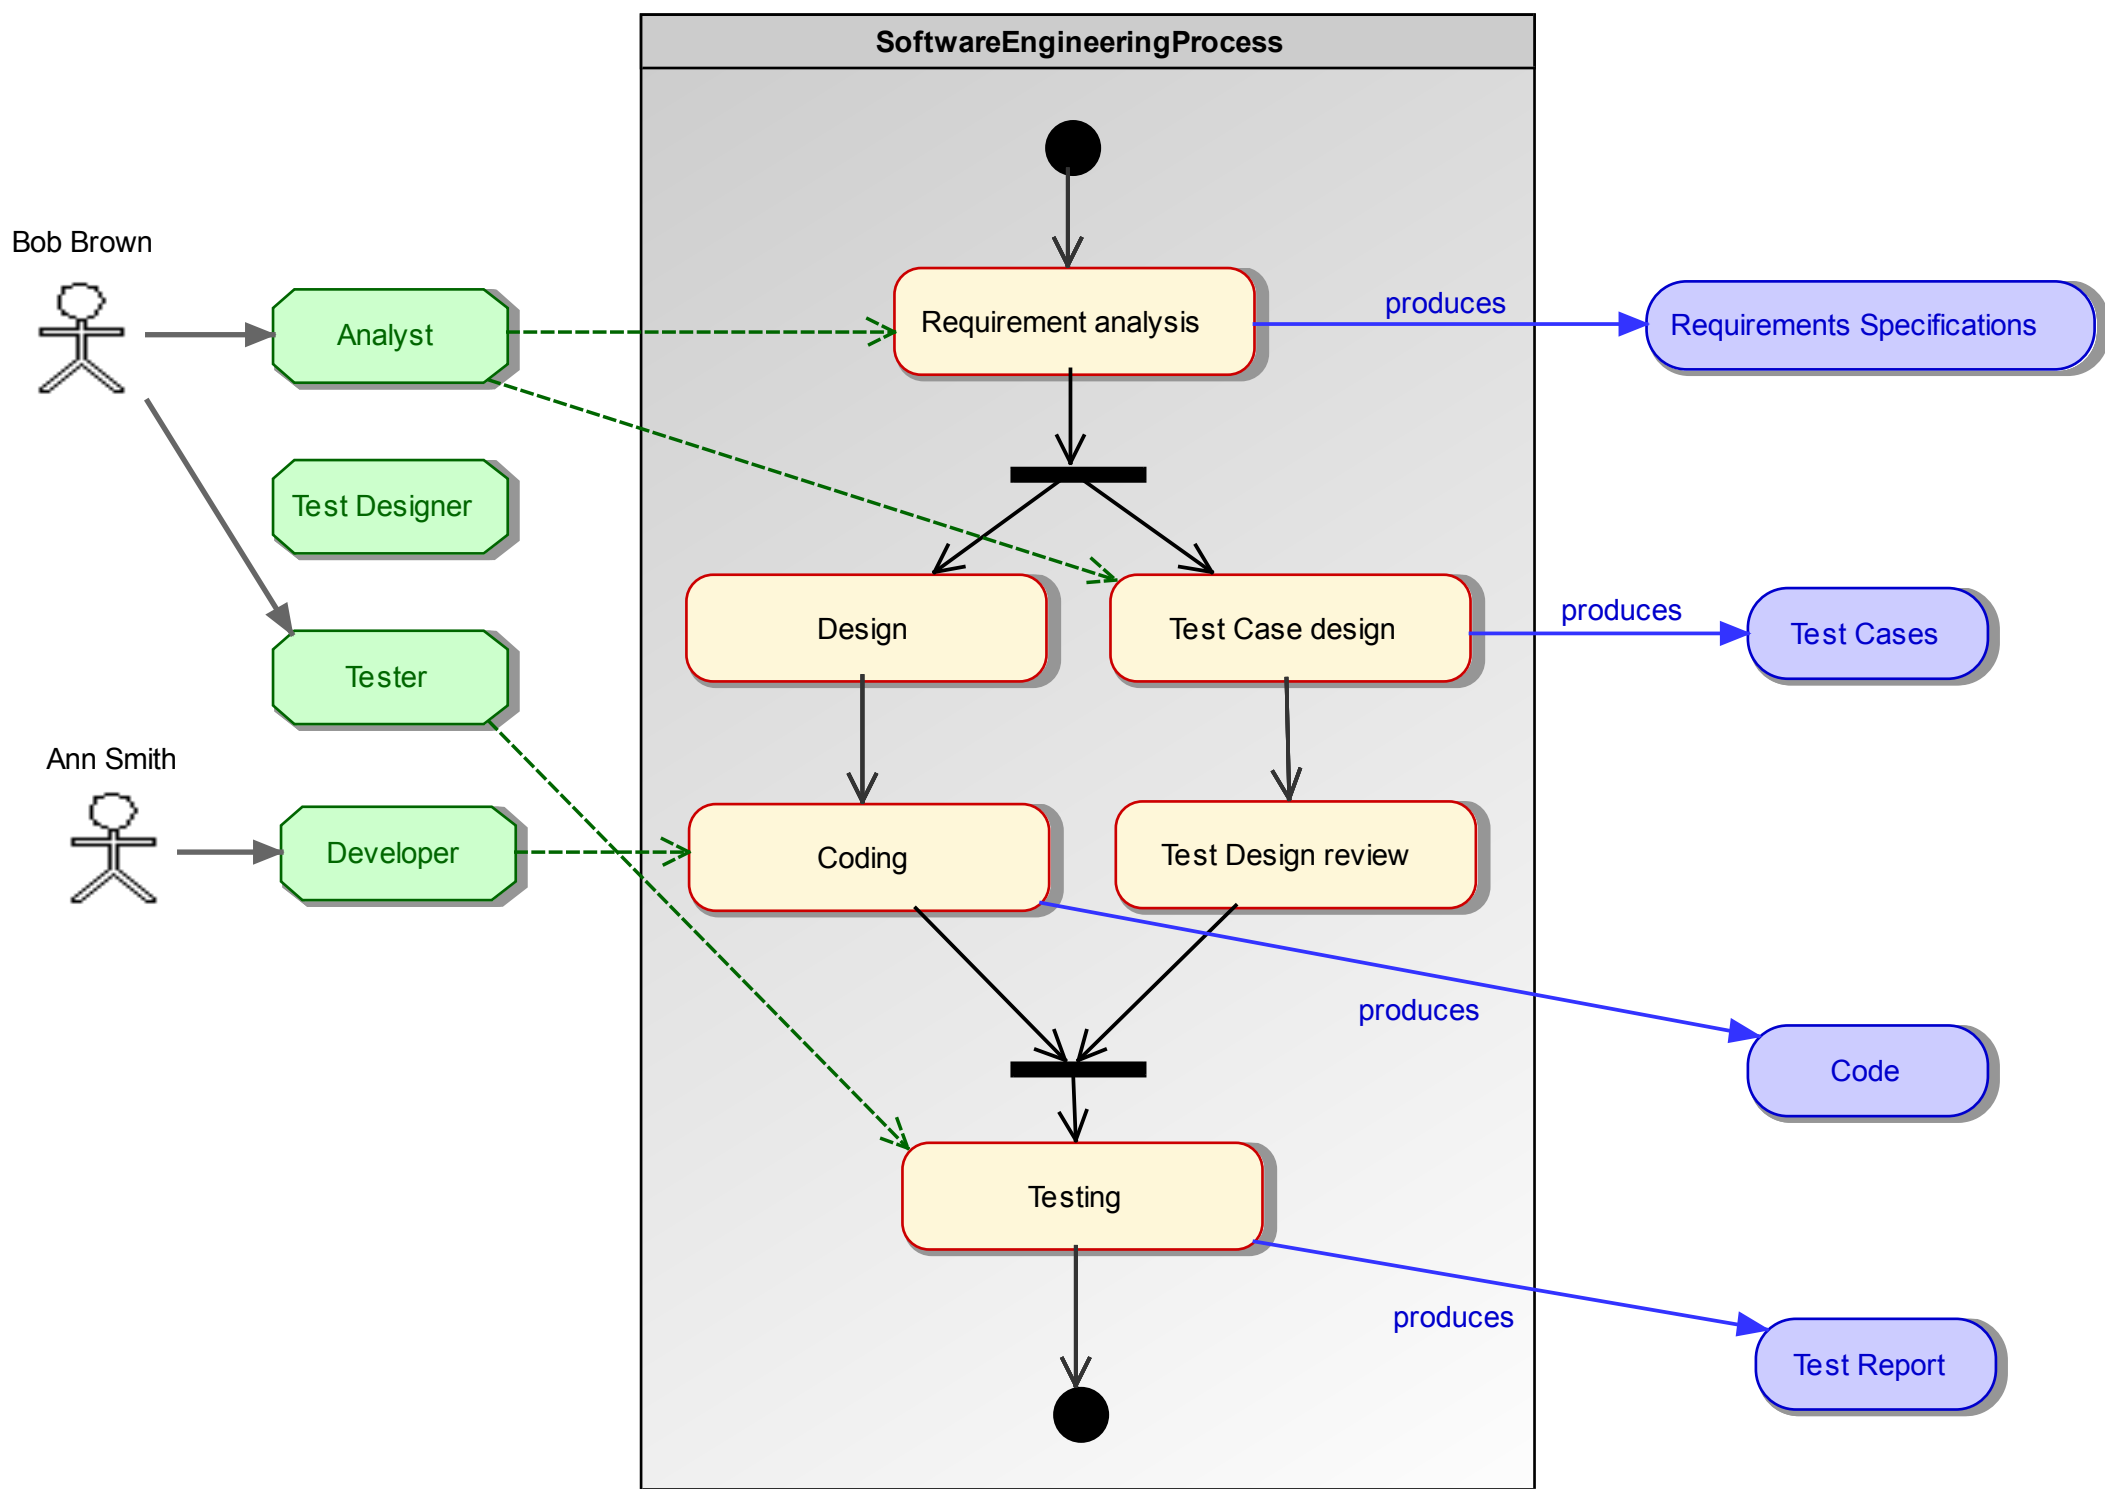 SoftwareEngineeringProcess
Bob Brown
Analyst
Requirement analysis
produces
Requirements Specifications
Test Designer
Design
Test Case design
produces
Test Cases
Tester
Ann Smith
Developer
Coding
Test Design review
produces
Code
Testing
produces
Test Report